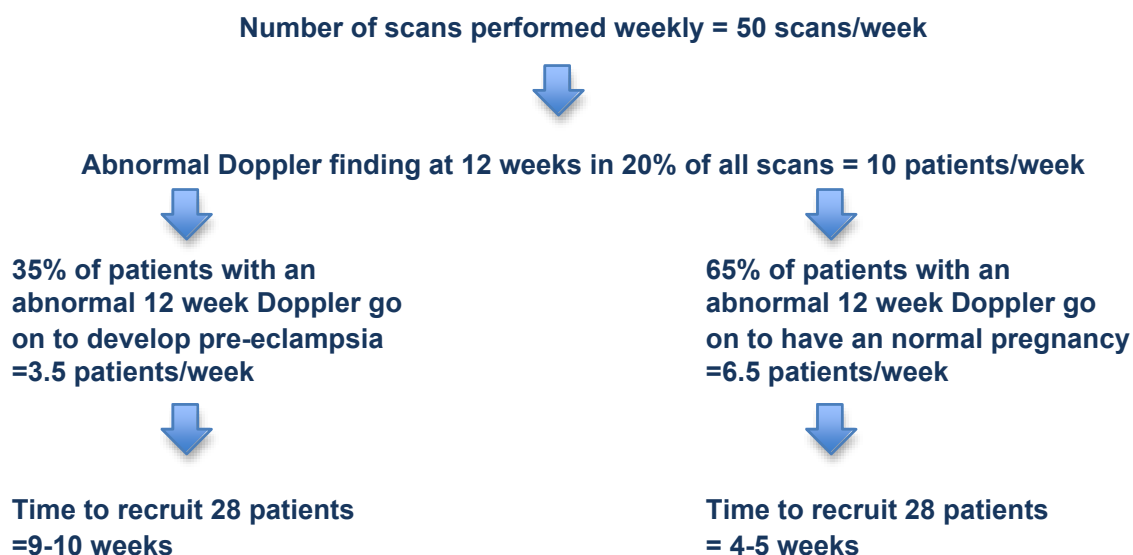 Number of scans performed weekly = 50 scans/week
Abnormal Doppler finding at 12 weeks in 20% of all scans = 10 patients/week
35% of patients with an
abnormal 12 week Doppler go
on to develop pre-eclampsia
=3.5 patients/week
65% of patients with an
abnormal 12 week Doppler go
on to have an normal pregnancy
=6.5 patients/week
Time to recruit 28 patients
=9-10 weeks
Time to recruit 28 patients
= 4-5 weeks